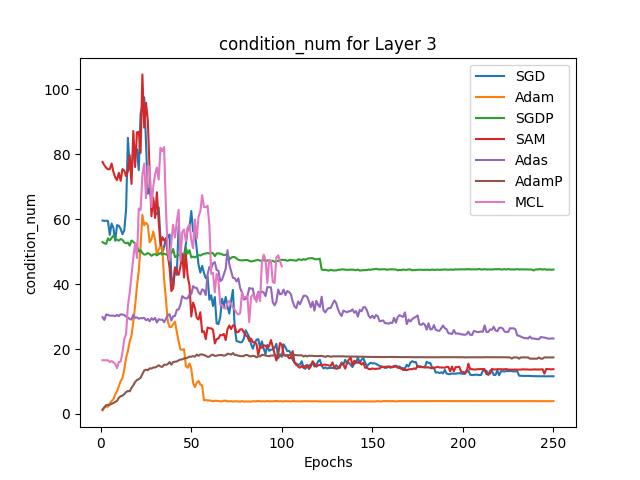 condition_num for Layer 3
condition_num
100
80
60
40
20
0
0 50 100 150 200 250
Epochs
SGD
Adam
SGDP
SAM
Adas
AdamP
MCL